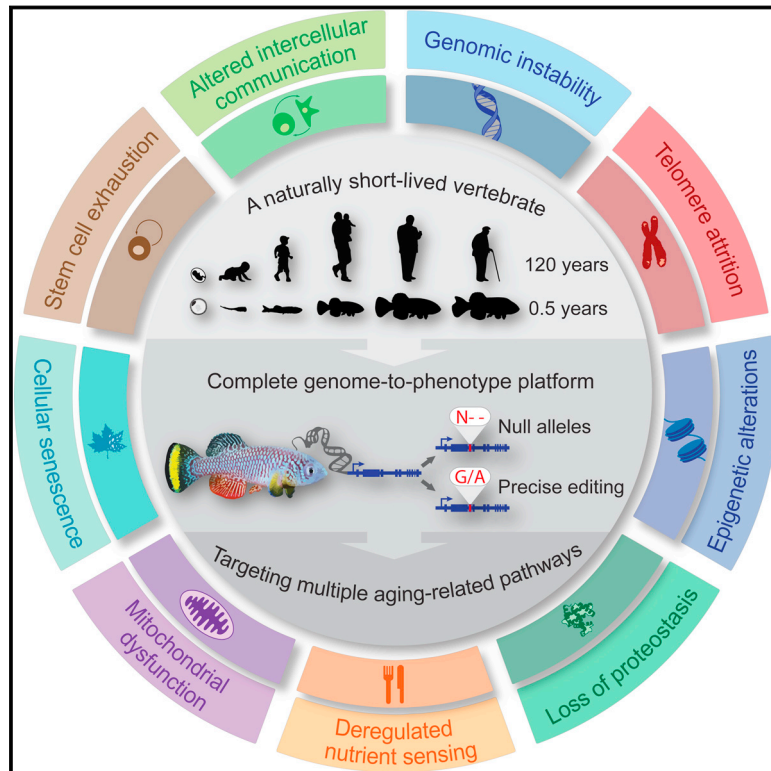 Altered intercellular
communication
Genomic instability
Telomere attrition
Epigenetic alterations
Loss of proteostasis
Deregulated
nutrient sensing
Mitochondrial
dysfunction
Cellular senescence
Stem cell exhaustion
A naturally short-lived vertebrate
120 years
0.5 years
Complete genome-to-phenotype platform
N- -
Null alleles
G/A
Precise editing
Targeting multiple aging-related pathways